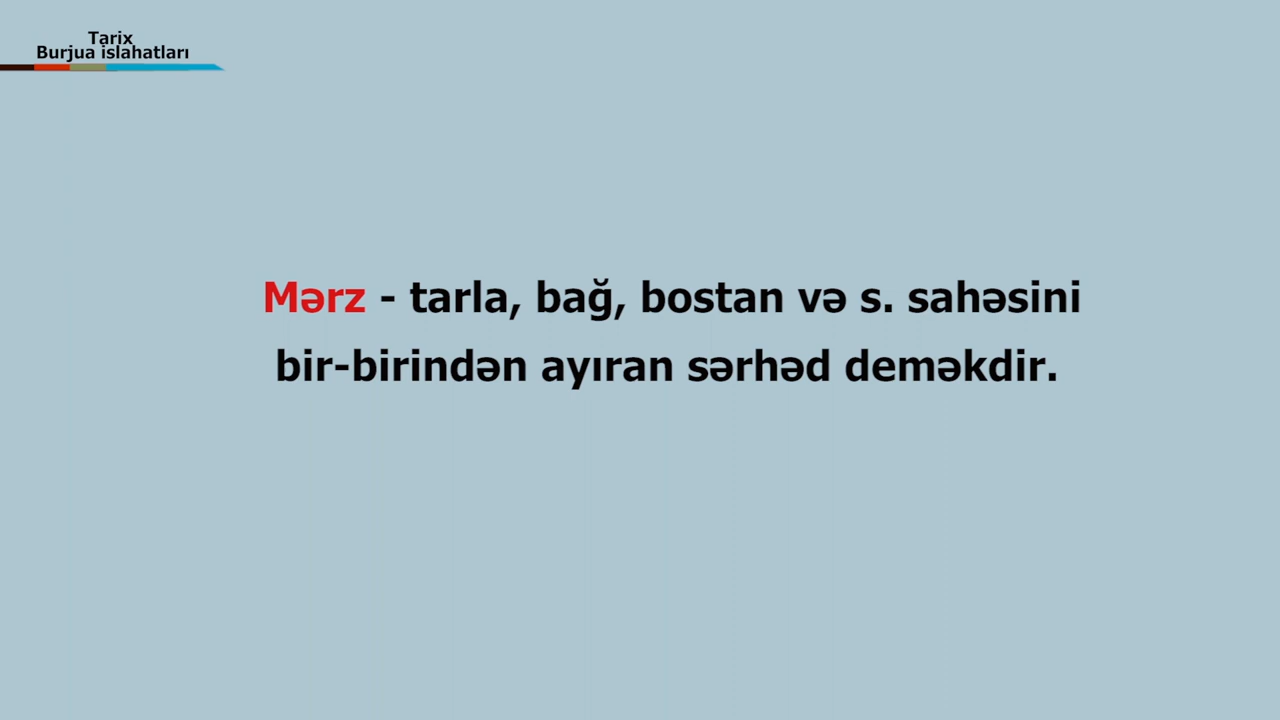 Tarix
Burjua islahatları
Mərz - tarla, bağ, bostan və s. sahəsini
bir-birindən ayıran sərhəd deməkdir.